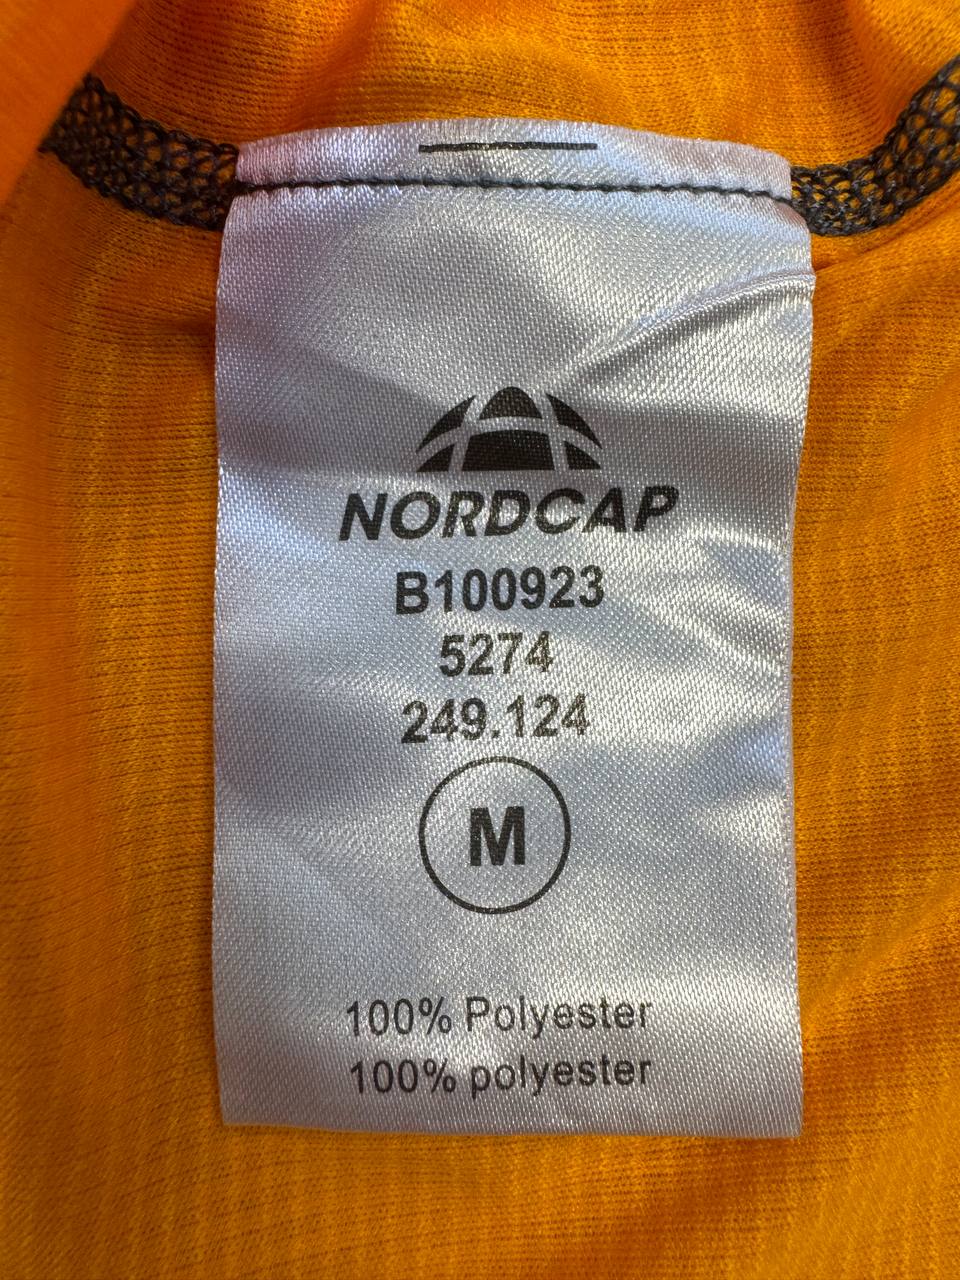 NORDCAP
B100923
5274
249.124
M
100% Polyester
100% polyester